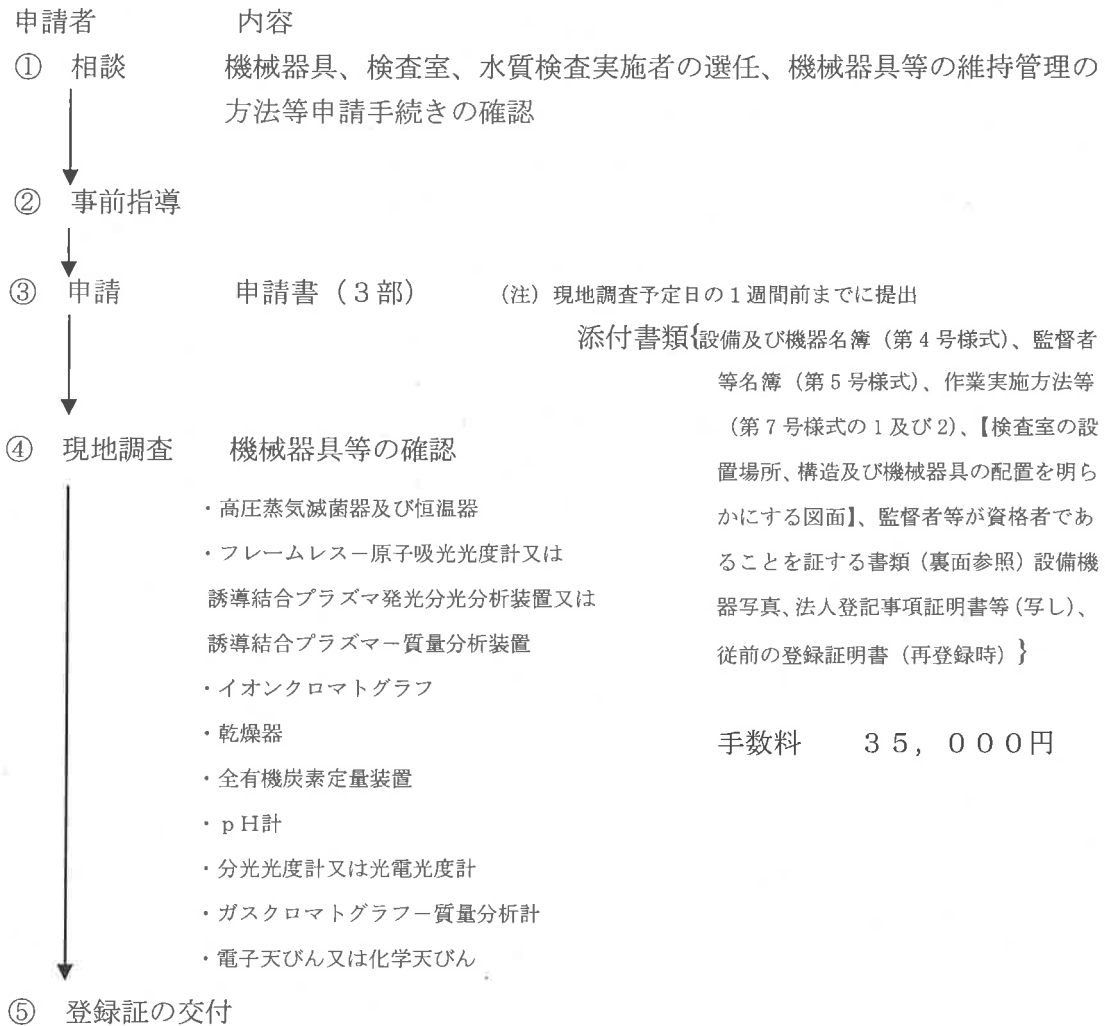 申請者 内容
① 相談 機械器具、検査室、水質検査実施者の選任、機械器具等の維持管理の
方法等申請手続きの確認
② 事前指導
③ 申請 申請書（３部） （注）現地調査予定日の１週間前までに提出
添付書類{設備及び機器名簿（第４号様式）、監督者
等名簿（第５号様式）、作業実施方法等
（第７号様式の１及び２）、【検査室の設
置場所、構造及び機械器具の配置を明ら
かにする図面】、監督者等が資格者であ
ることを証する書類（裏面参照）設備機
器写真、法人登記事項証明書等（写し）、
従前の登録証明書（再登録時）}
手数料 ３５，０００円
④ 現地調査 機械器具等の確認
・高圧蒸気滅菌器及び恒温器
・フレームレス－原子吸光光度計又は
誘導結合プラズマ発光分光分析装置又は
誘導結合プラズマ－質量分析装置
・イオンクロマトグラフ
・乾燥器
・全有機炭素定量装置
・ｐＨ計
・分光光度計又は光電光度計
・ガスクロマトグラフ－質量分析計
・電子天びん又は化学天びん
⑤ 登録証の交付